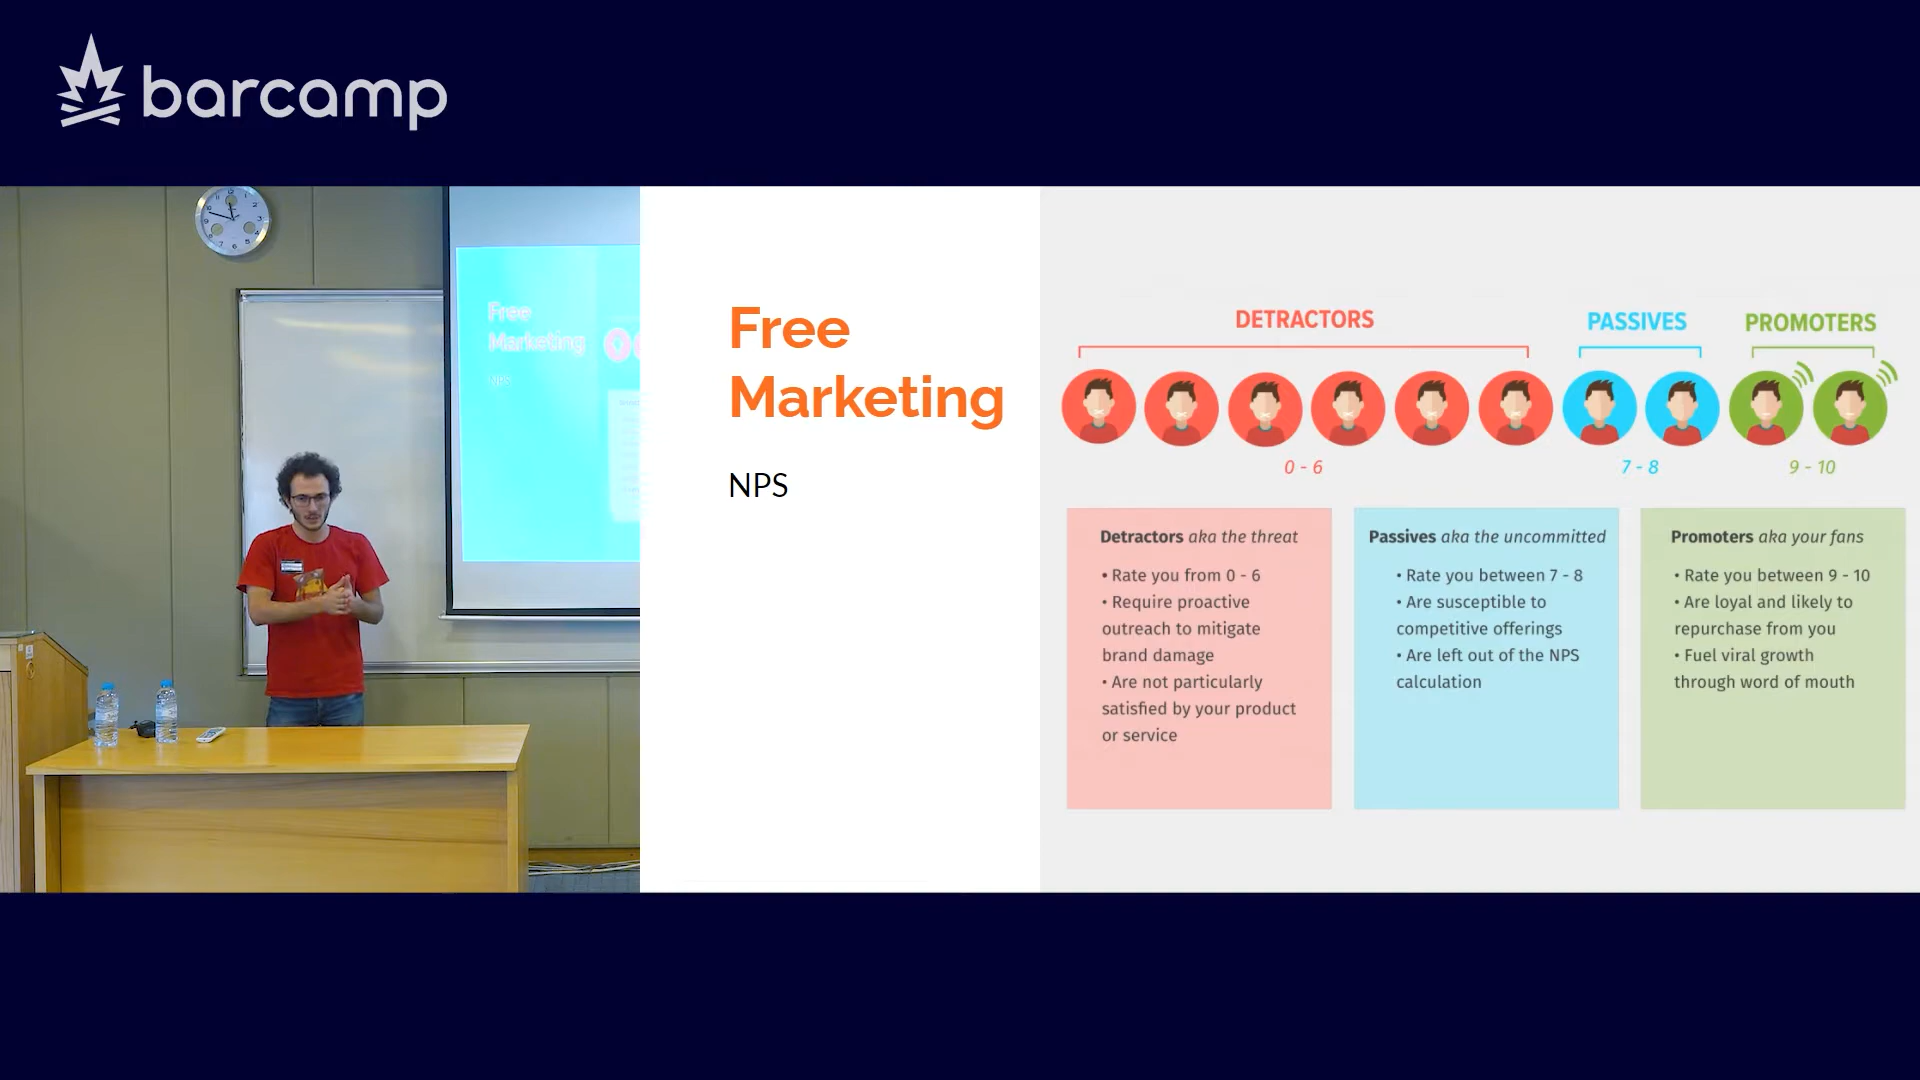 barcamp
Free
Marketing
NPS
Free
Marketing
NPS
DETRACTORS
PASSIVES
PROMOTERS
0 - 6
7 - 8
9 - 10
Detractors aka the threat
• Rate you from 0 - 6
• Require proactive
outreach to mitigate
brand damage
• Are not particularly
satisfied by your product
or service
Passives aka the uncommitted
• Rate you between 7 - 8
• Are susceptible to
competitive offerings
• Are left out of the NPS
calculation
Promoters aka your fans
• Rate you between 9 - 10
• Are loyal and likely to
repurchase from you
• Fuel viral growth
through word of mouth